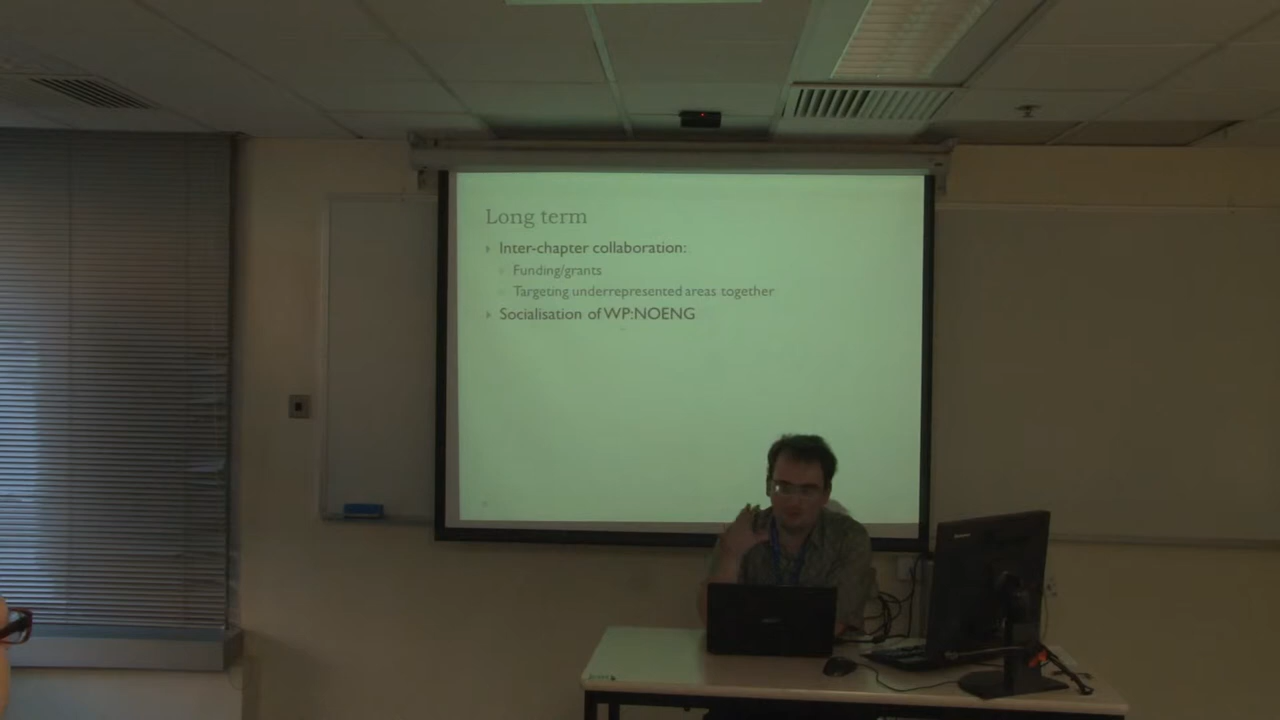 Long term
Inter-chapter collaboration:
Funding/grants
Targeting underrepresented areas together
Socialisation of WP:NOENG